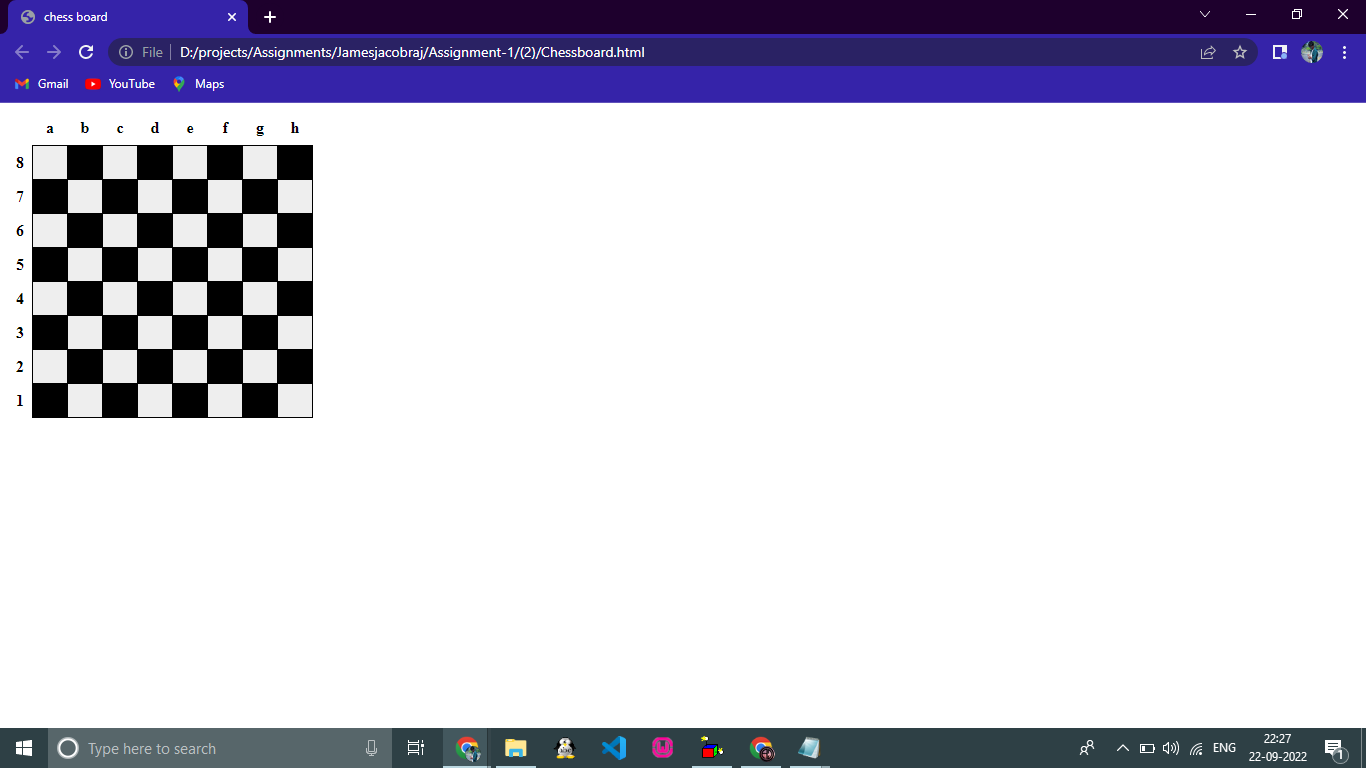 chess board
File
D:/projects/Assignments/Jamesjacobraj/Assignment-1/(2)/Chessboard.html
Gmail YouTube Maps
a b c d e f g h
8
7
6
5
4
3
2
1
Type here to search
ENG
22:27
22-09-2022
1